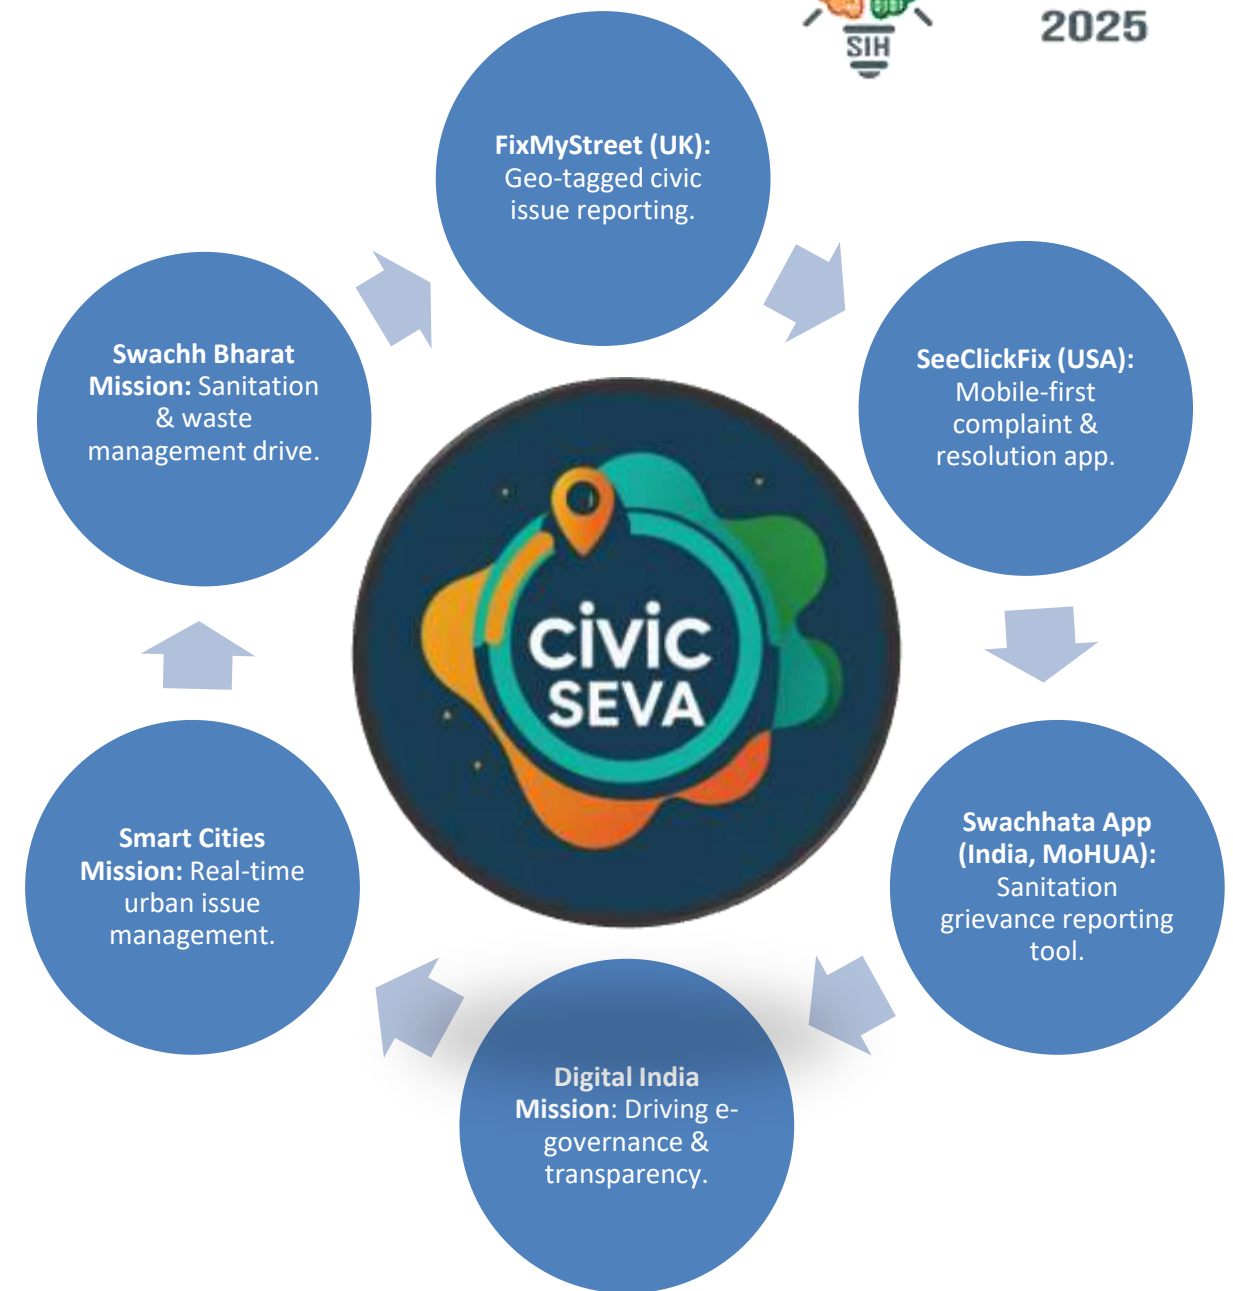 SIH
2025
FixMyStreet (UK):
Geo-tagged civic
issue reporting.
SeeClickFix (USA):
Mobile-first
complaint &
resolution app.
Swachhata App
(India, MoHUA):
Sanitation
grievance reporting
tool.
Digital India
Mission: Driving e-
governance &
transparency.
Smart Cities
Mission: Real-time
urban issue
management.
Swachh Bharat
Mission: Sanitation
& waste
management drive.
CİVİC
SEVA